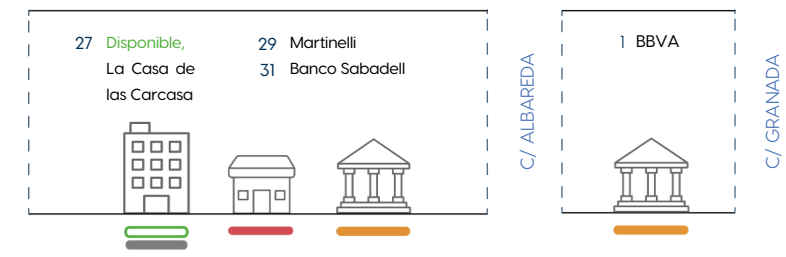 27 Disponible,
La Casa de
las Carcasa
29 Martinelli
31 Banco Sabadell
C/ ALBAREDA
1 BBVA
C/ GRANADA